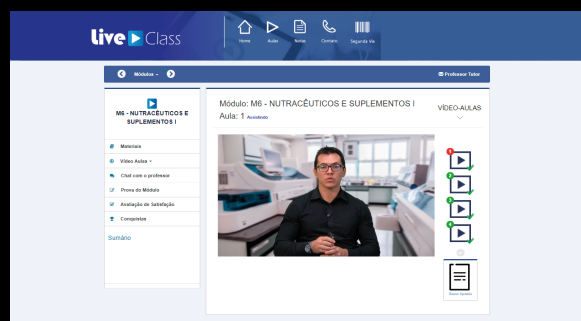 live Class
Home
Aulas
Notas
Contato
Segunda Via
Módulos
Professor Tutor
M6 - NUTRACÊUTICOS E
SUPLEMENTOS I
Materiais
Vídeo Aulas
Chat com o professor
Prova do Módulo
Avaliação de Satisfação
Conquistas
Sumário
Módulo: M6 - NUTRACÊUTICOS E SUPLEMENTOS I
Aula: 1 Assistindo
VÍDEO-AULAS
1
2
3
4